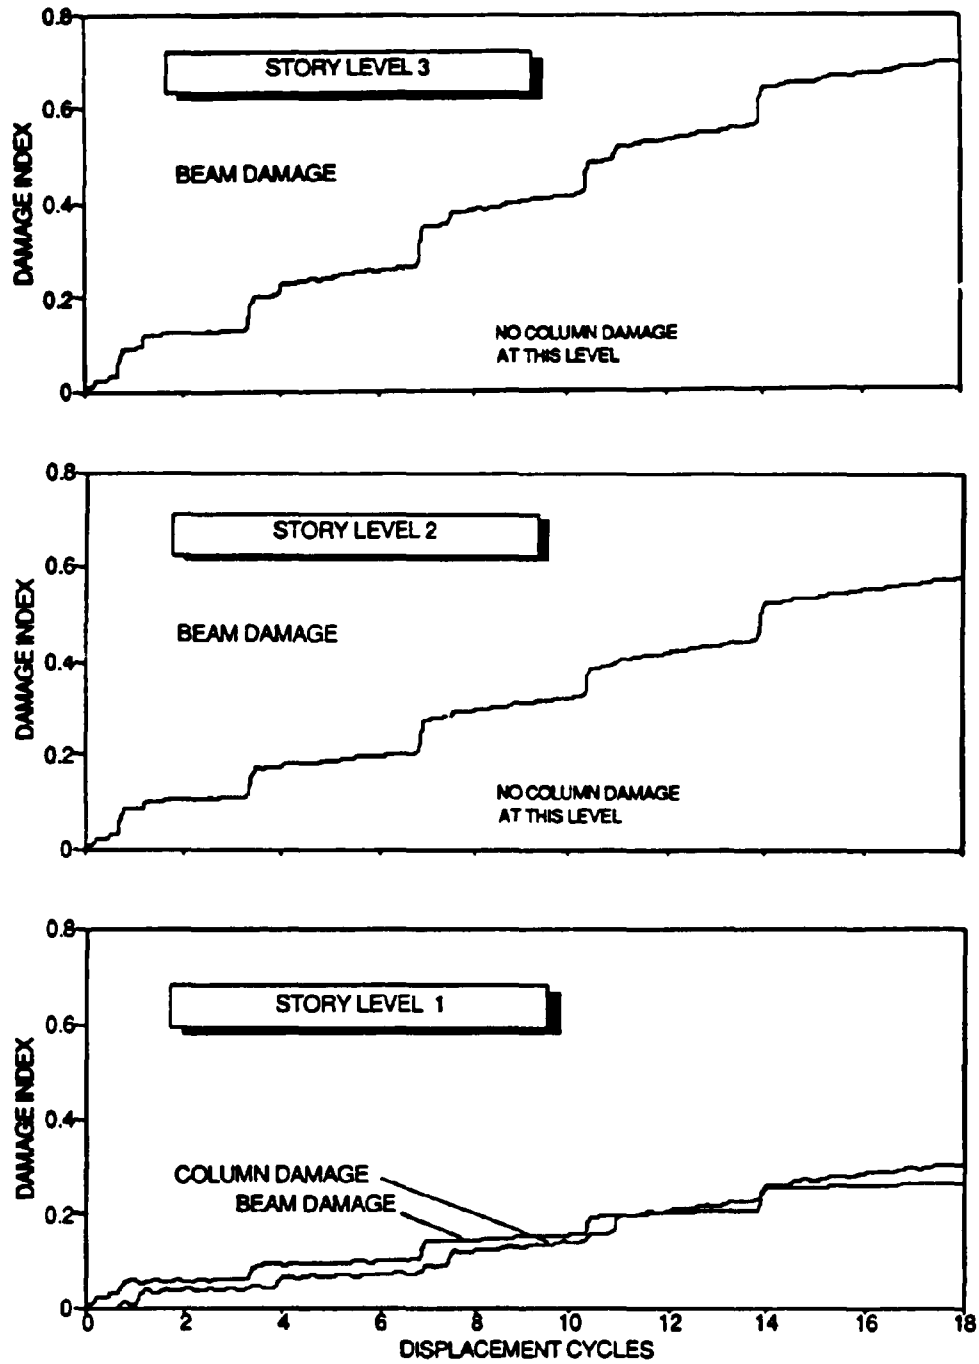 0.8
STORY LEVEL 3
0.6
BEAM DAMAGE
DAMAGE INDEX
0.4
0.2
NO COLUMN DAMAGE
AT THIS LEVEL
0
0.8
STORY LEVEL 2
0.6
BEAM DAMAGE
DAMAGE INDEX
0.4
0.2
NO COLUMN DAMAGE
AT THIS LEVEL
0
0.8
STORY LEVEL 1
0.6
DAMAGE INDEX
0.4
COLUMN DAMAGE
BEAM DAMAGE
0.2
0
0 2 4 6 8 10 12 14 16 18
DISPLACEMENT CYCLES